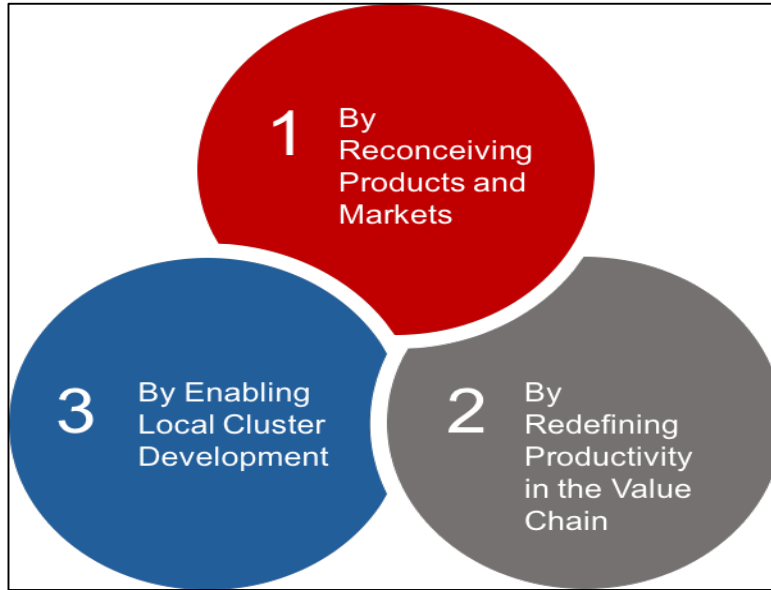 1
By
Reconceiving
Products and
Markets
2
By
Redefining
Productivity
in the Value
Chain
3
By Enabling
Local Cluster
Development